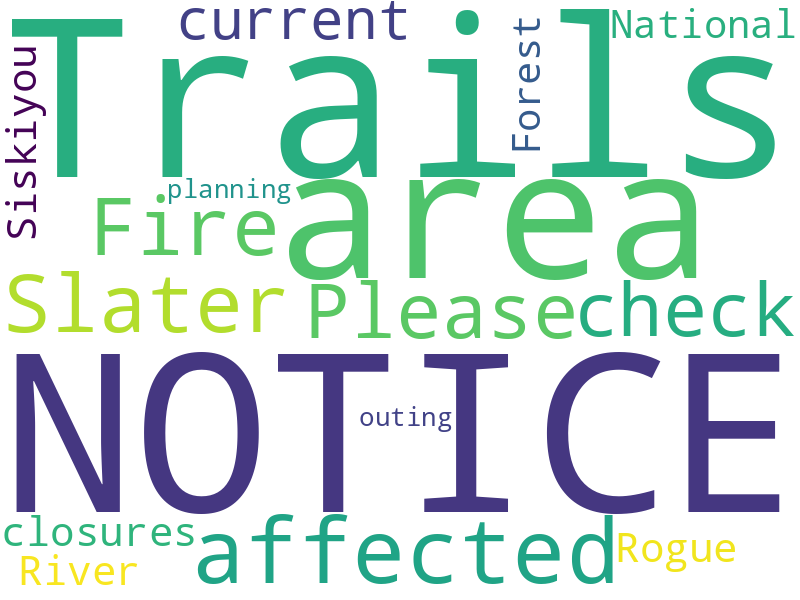 current
National
Trails
Siskiyou
Forest
planning
area
Fire
Slater
Please
check
NOTICE
outing
closures
affected
Rogue
River